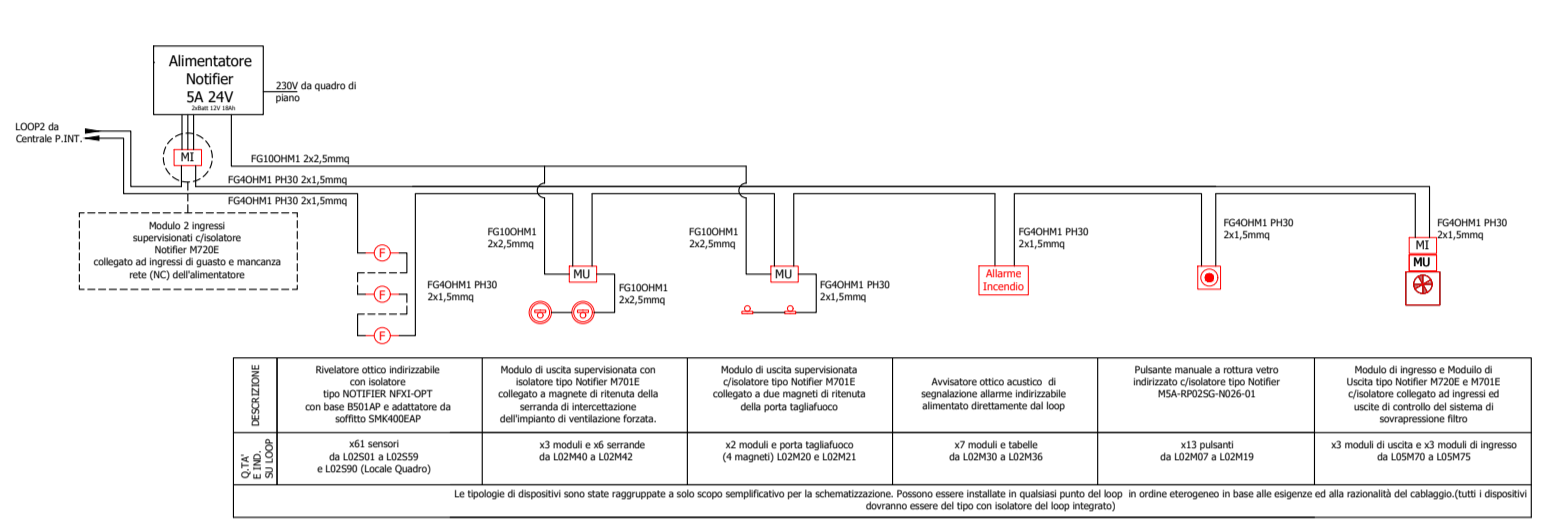 Alimentatore
Notifier
5A 24V
2xBatt 12V 18Ah
230V da quadro di
piano
LOOP2 da
Centrale P.INT.
MI
FG10OHM1 2x2,5mmq
FG4OHM1 PH30 2x1,5mmq
FG4OHM1 PH30 2x1,5mmq
Modulo 2 ingressi
supervisionati c/isolatore
Notifier M720E
collegato ad ingressi di guasto e mancanza
rete (NC) dell'alimentatore
F
F
F
FG4OHM1 PH30
2x1,5mmq
FG10OHM1
2x2,5mmq
MU
FG10OHM1
2x2,5mmq
FG10OHM1
2x2,5mmq
MU
FG4OHM1 PH30
2x1,5mmq
FG4OHM1 PH30
2x1,5mmq
Allarme
Incendio
FG4OHM1 PH30
2x1,5mmq
FG4OHM1 PH30
2x1,5mmq
MI
MU
DESCRIZIONE
Rivelatore ottico indirizzabile
con isolatore
tipo NOTIFIER NFXI-OPT
con base B501AP e adattatore da
soffitto SMK400EAP
Modulo di uscita supervisionata con
isolatore tipo Notifier M701E
collegato a magnete di ritenuta della
serranda di intercettazione
dell'impianto di ventilazione forzata.
Modulo di uscita supervisionata
c/isolatore tipo Notifier M701E
collegato a due magneti di ritenuta
della porta tagliafuoco
Avvisatore ottico acustico di
segnalazione allarme indirizzabile
alimentato direttamente dal loop
Pulsante manuale a rottura vetro
indirizzato c/isolatore tipo Notifier
M5A-RP02SG-N026-01
Modulo di ingresso e Moduilo di
Uscita tipo Notifier M720E e M701E
c/isolatore collegato ad ingressi ed
uscite di controllo del sistema di
sovrapressione filtro
Q.TA'
E IND.
SU LOOP
x61 sensori
da L02S01 a L02S59
e L02S90 (Locale Quadro)
x3 moduli e x6 serrande
da L02M40 a L02M42
x2 moduli e porta tagliafuoco
(4 magneti) L02M20 e L02M21
x7 moduli e tabelle
da L02M30 a L02M36
x13 pulsanti
da L02M07 a L02M19
x3 moduli di uscita e x3 moduli di ingresso
da L05M70 a L05M75
Le tipologie di dispositivi sono state raggruppate a solo scopo semplificativo per la schematizzazione. Possono essere installate in qualsiasi punto del loop in ordine eterogeneo in base alle esigenze ed alla razionalità del cablaggio.(tutti i dispositivi
dovranno essere del tipo con isolatore del loop integrato)